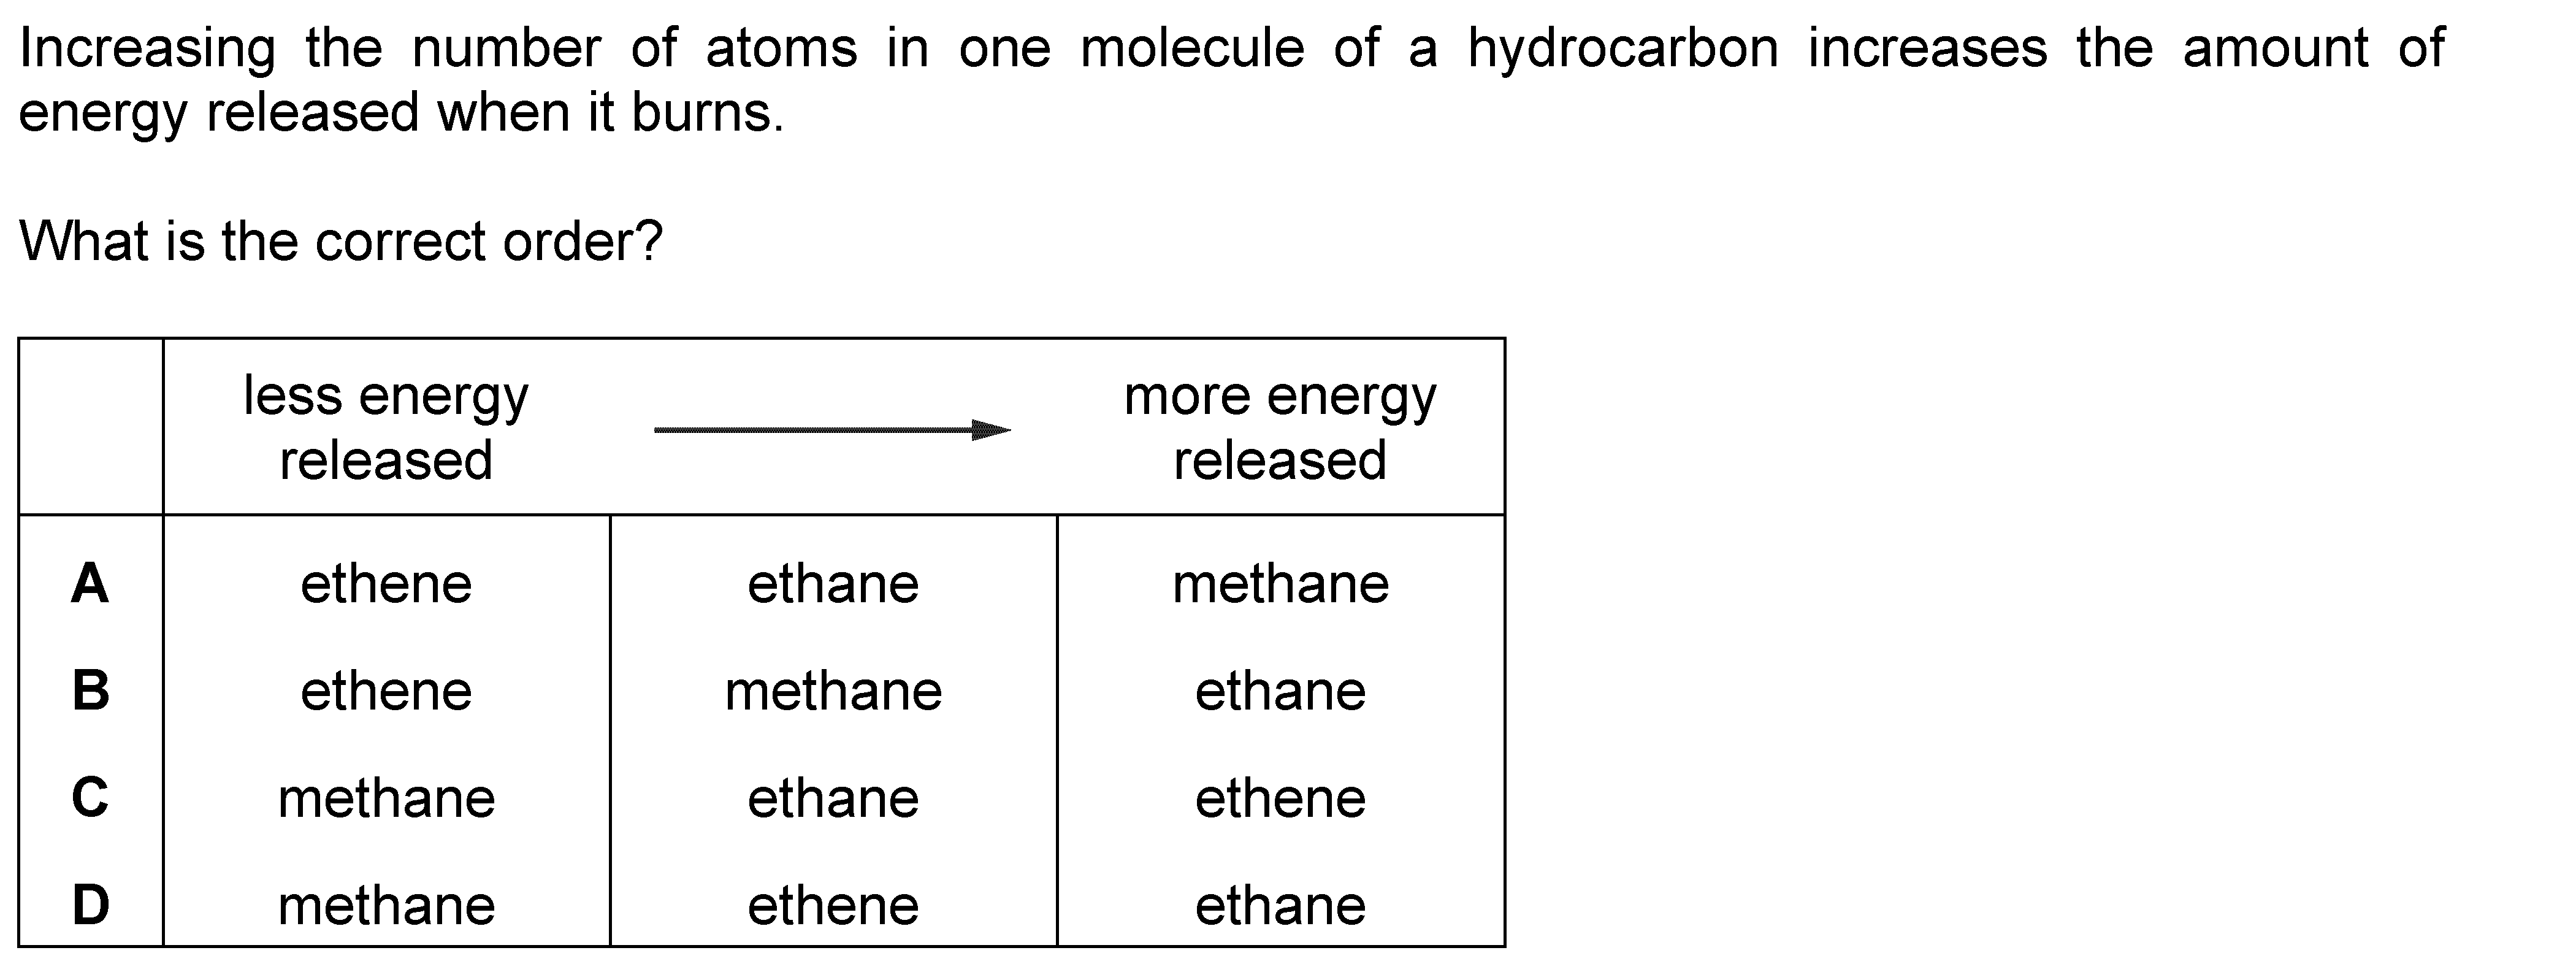 Increasing the number of atoms in one molecule of a hydrocarbon increases the amount of
energy released when it burns.
What is the correct order?
less energy released more energy released
A ethene ethane methane
B ethene methane ethane
C methane ethane ethene
D methane ethene ethane